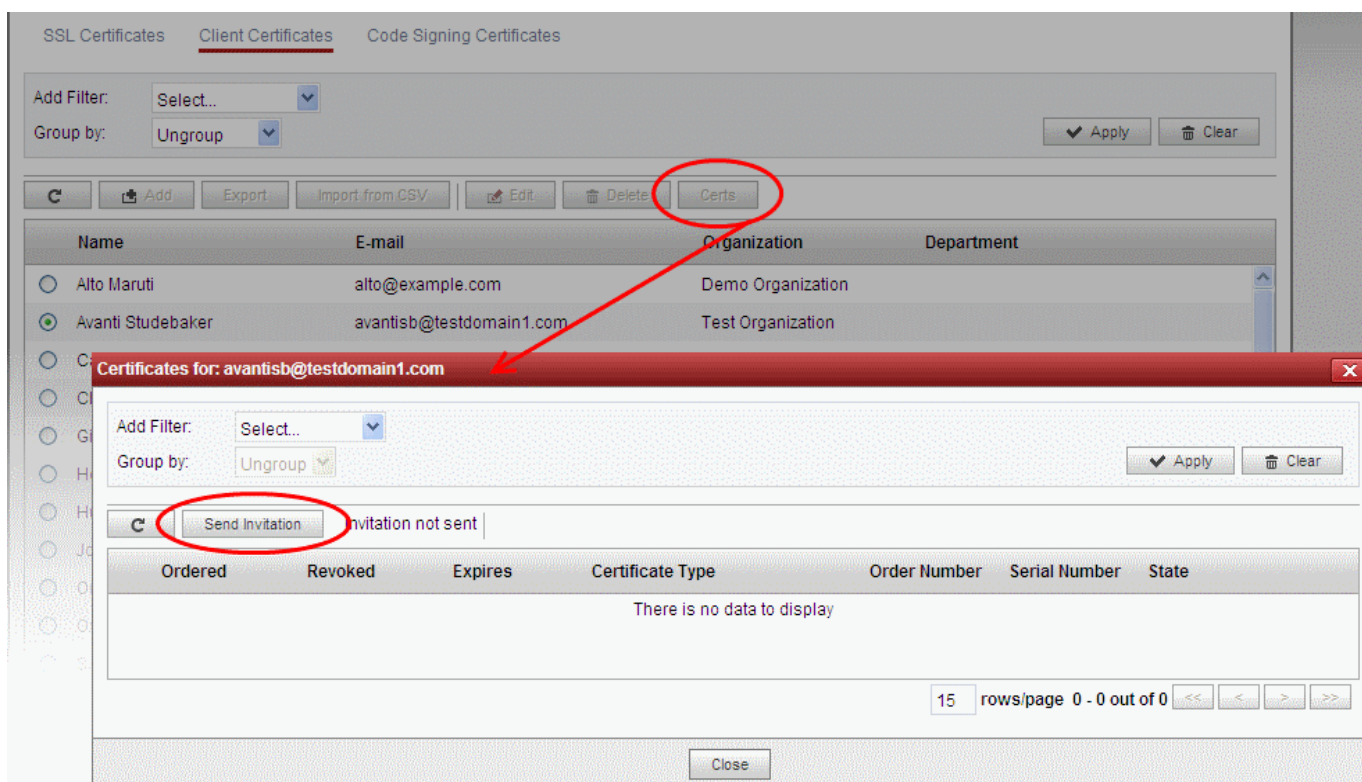 SSL Certificates Client Certificates Code Signing Certificates
Add Filter: Select...
Group by: Ungroup Apply Clear
Add Export Import from CSV Edit Delete Certs
Name E-mail Organization Department
Alto Maruti alto@example.com Demo Organization
Avanti Studebaker avantisb@testdomain1.com Test Organization
Certificates for: avantisb@testdomain1.com
Add Filter: Select...
Group by: Ungroup Apply Clear
Send Invitation Invitation not sent
Ordered Revoked Expires Certificate Type Order Number Serial Number State
There is no data to display
15 rows/page 0 - 0 out of 0 << < > >>
Close